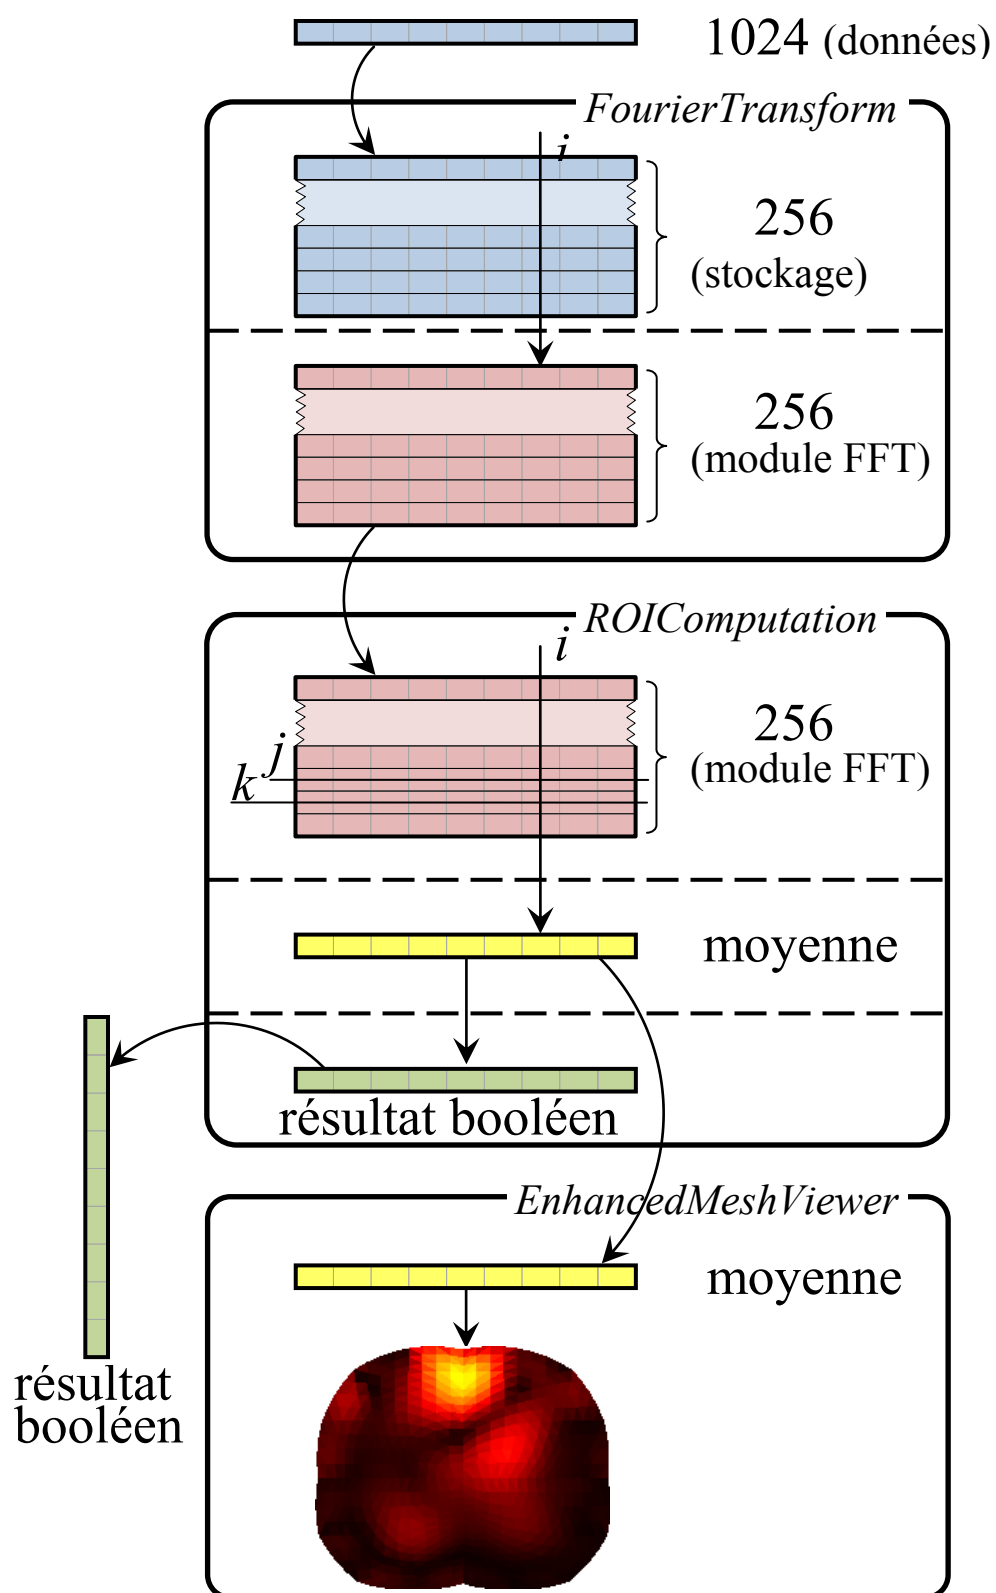 1024 (données)
FourierTransform
i
256
(stockage)
256
(module FFT)
ROIComputation
i
256
(module FFT)
j
k
moyenne
résultat booléen
EnhancedMeshViewer
moyenne
résultat
booléen